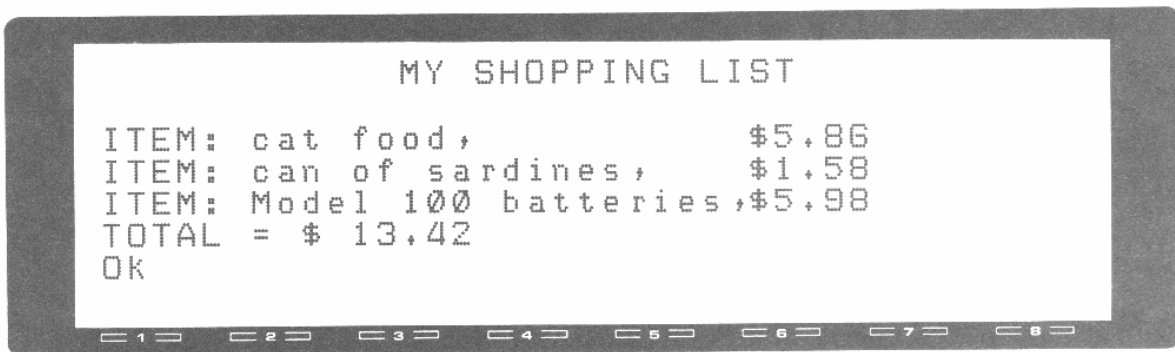 MY SHOPPING LIST
ITEM: cat food, $5.86
ITEM: can of sardines, $1.58
ITEM: Model 100 batteries,$5.98
TOTAL = $ 13.42
OK
1 2 3 4 5 6 7 8